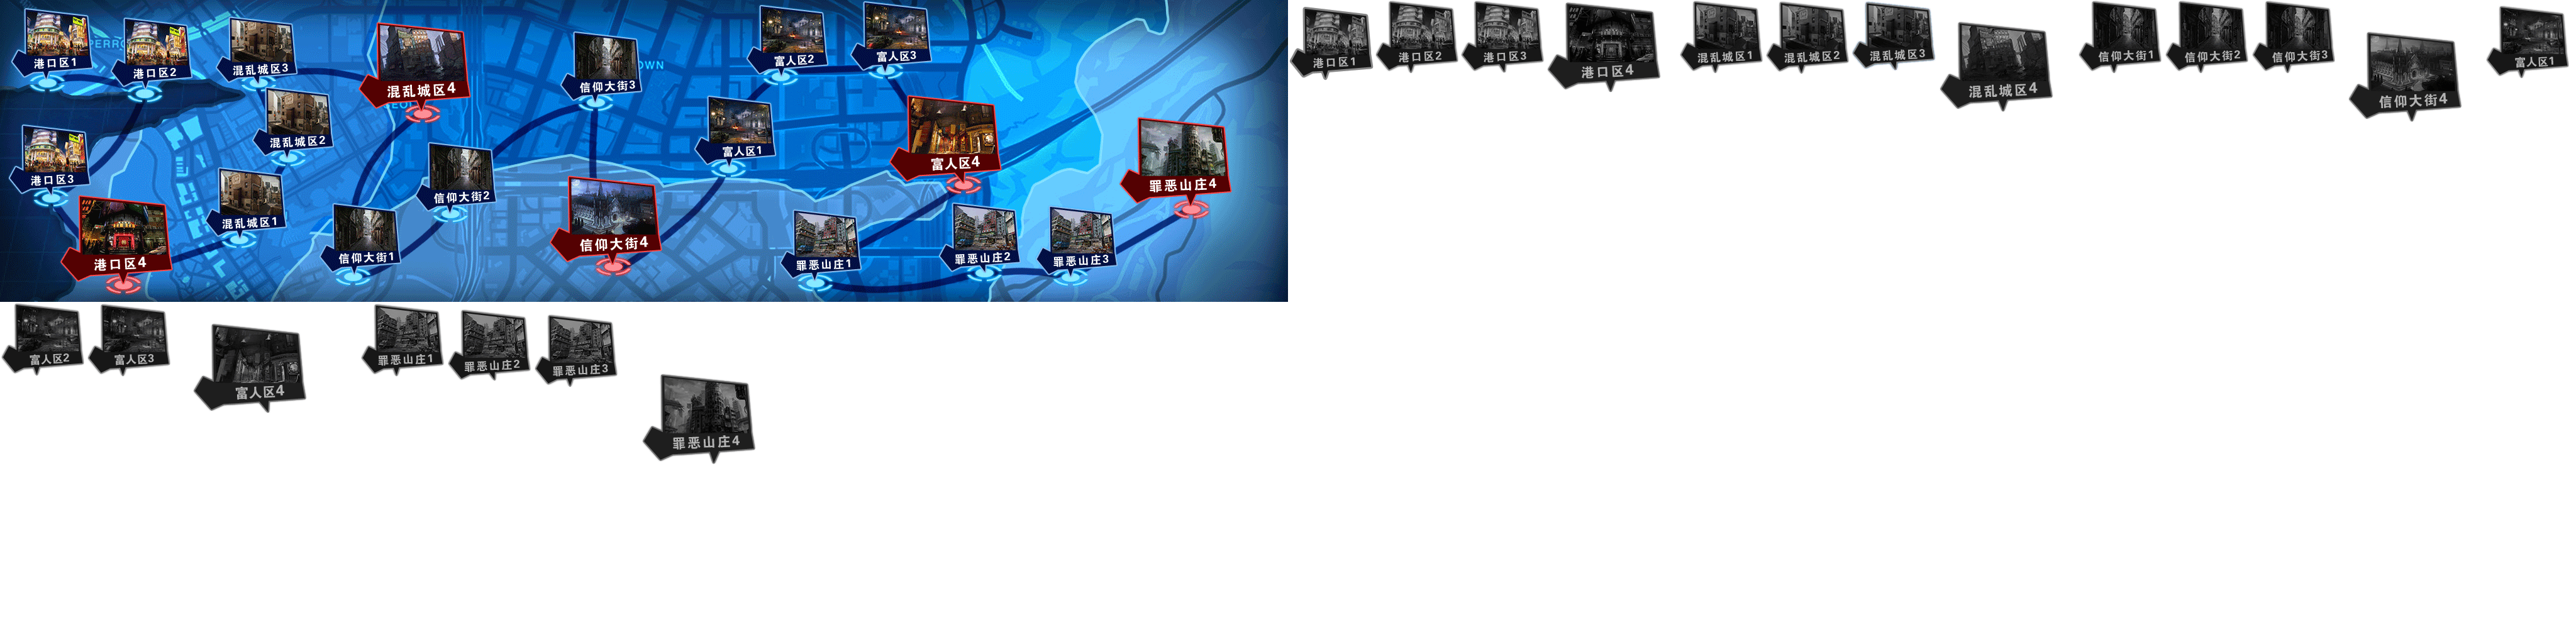 港口区1
港口区2
混乱城区3
混乱城区4
信仰大街3
富人区2
富人区3
港口区3
混乱城区2
混乱城区1
信仰大街2
富人区1
富人区4
罪恶山庄4
港口区4
信仰大街1
信仰大街4
罪恶山庄1
罪恶山庄2
罪恶山庄3
港口区1
港口区2
港口区3
港口区4
混乱城区1
混乱城区2
混乱城区3
混乱城区4
信仰大街1
信仰大街2
信仰大街3
信仰大街4
富人区1
富人区2
富人区3
富人区4
罪恶山庄1
罪恶山庄2
罪恶山庄3
罪恶山庄4